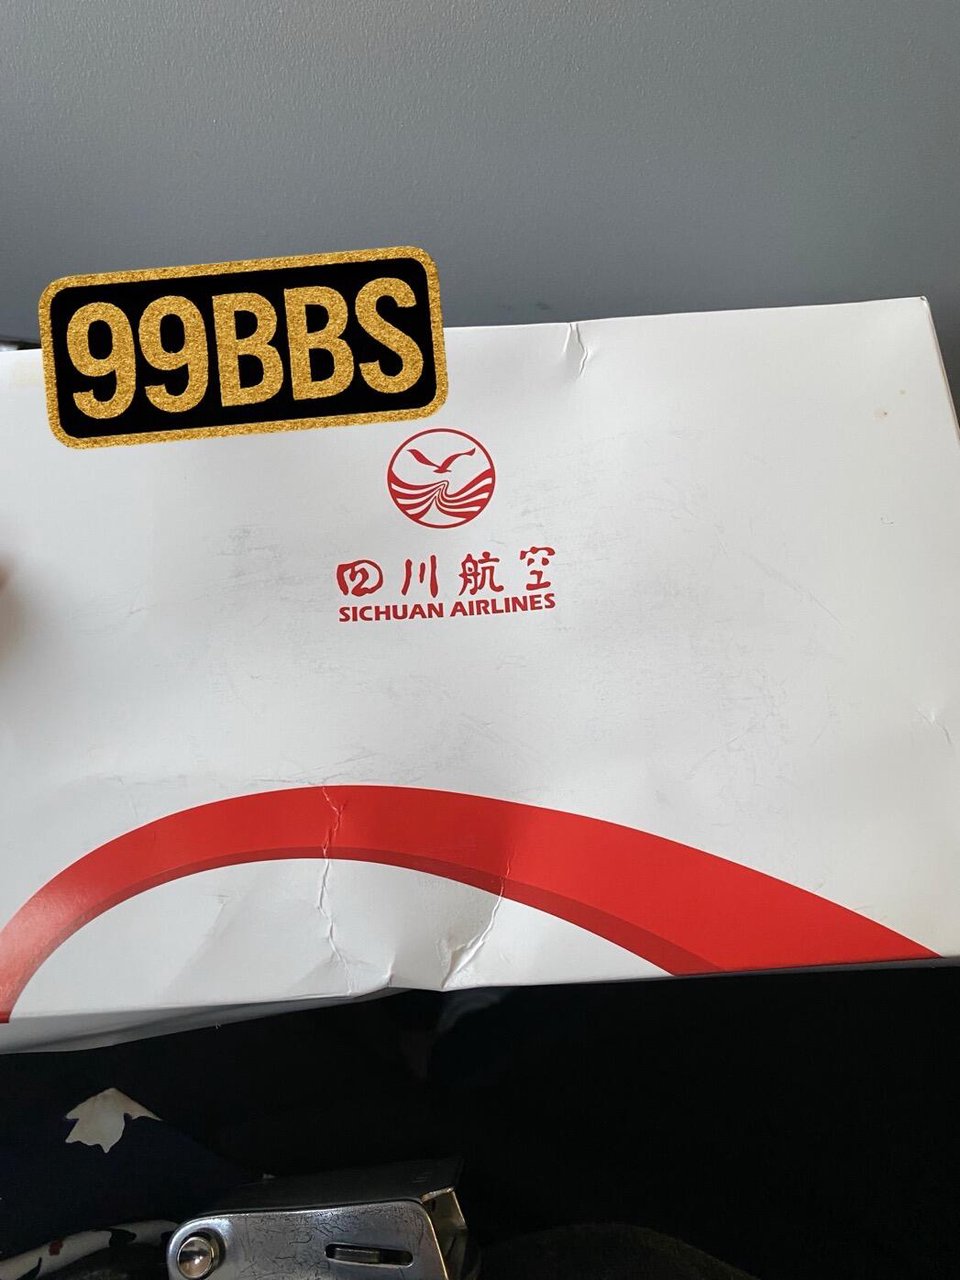 99BBS
四川航空
SICHUAN AIRLINES